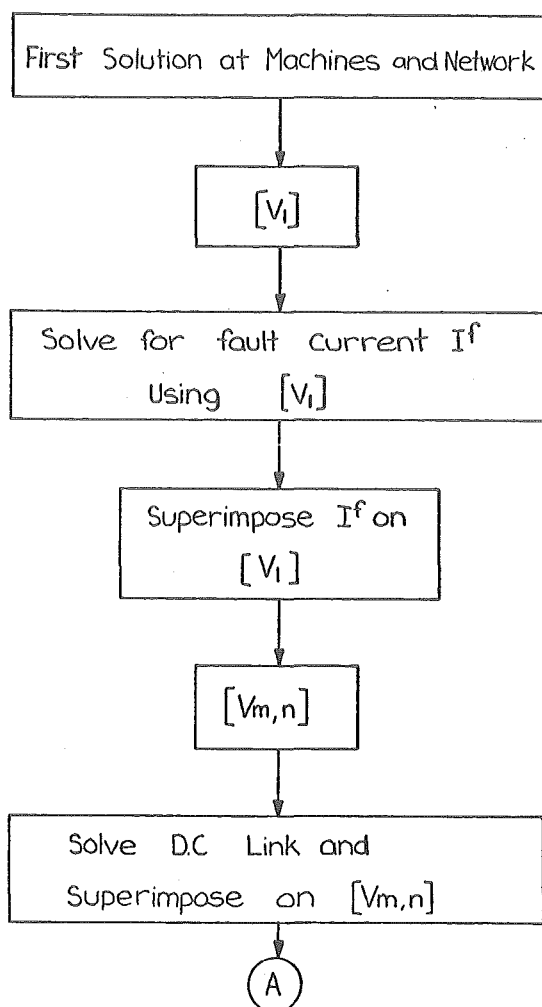 First Solution at Machines and Network
[V₁]
Solve for fault current Iᶠ
Using [V₁]
Superimpose Iᶠ on
[V₁]
[Vm,n]
Solve D.C Link and
Superimpose on [Vm,n]
A